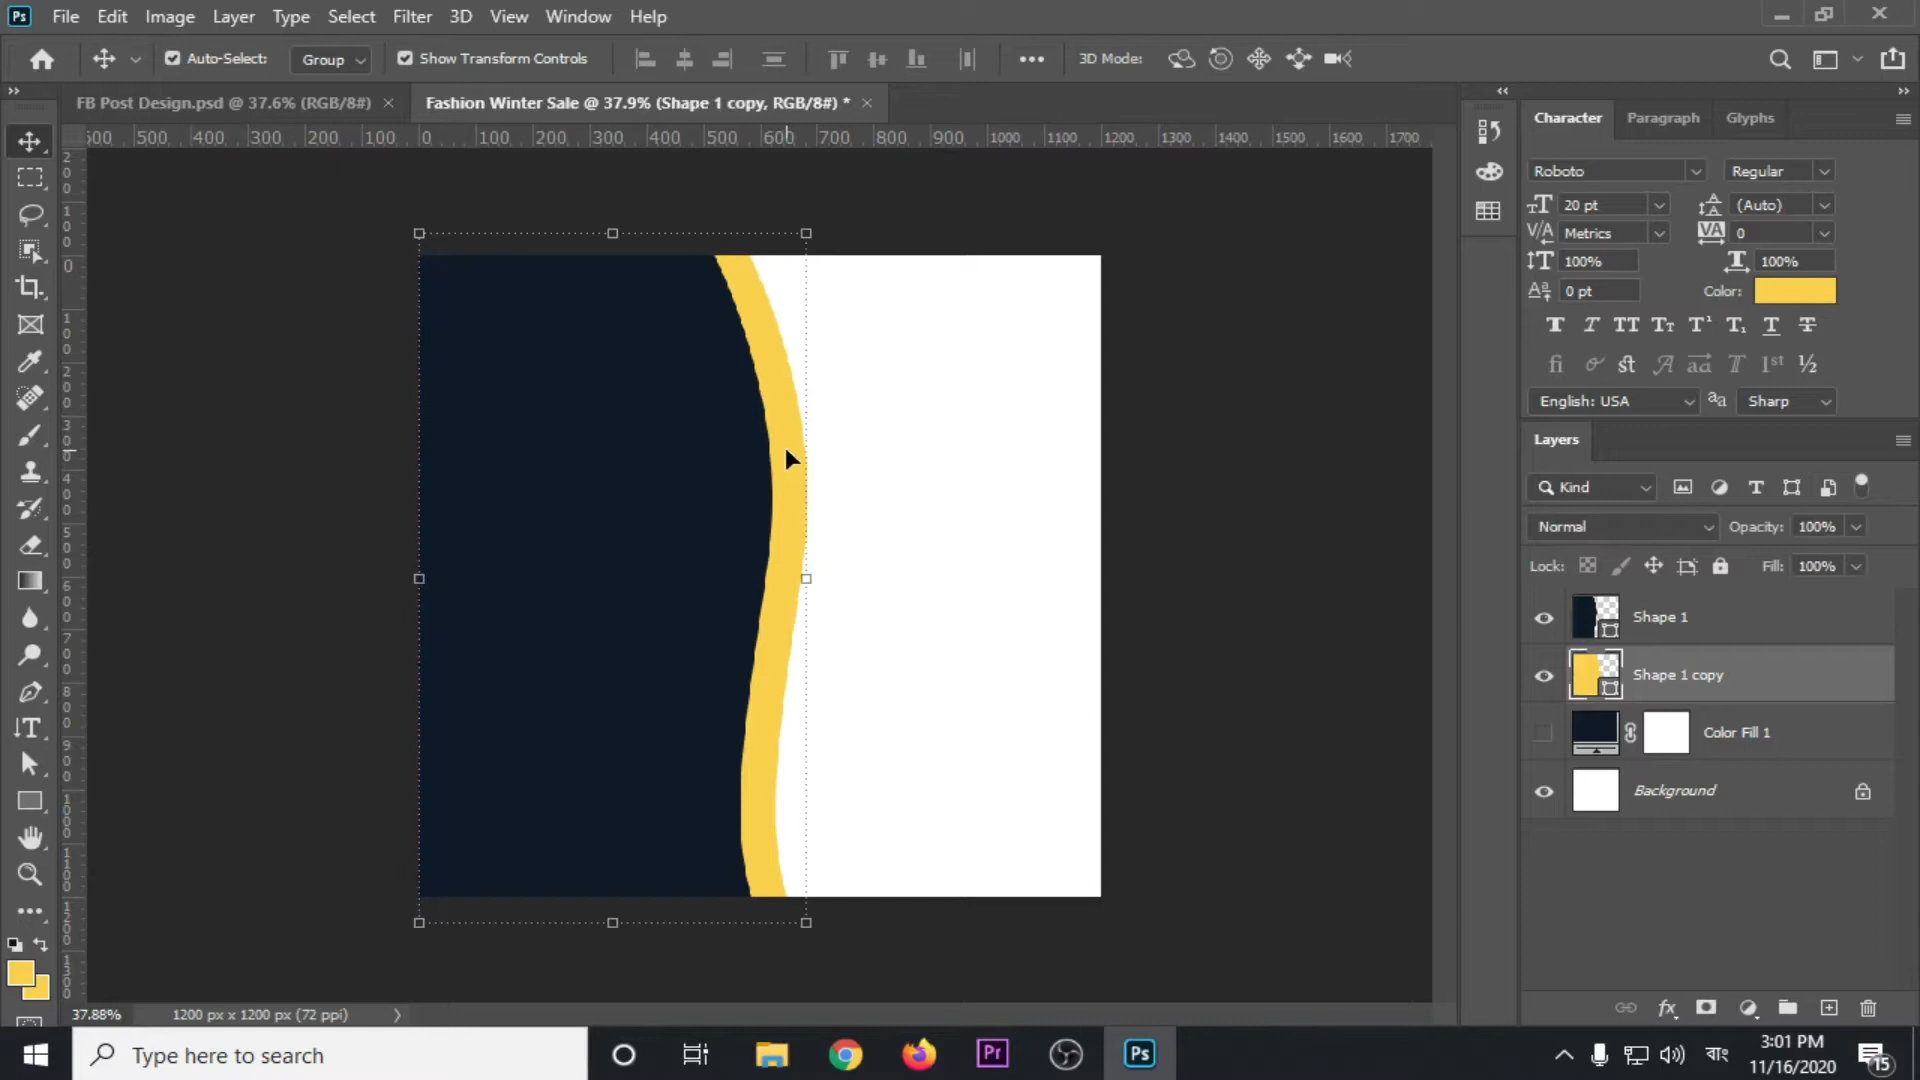 Ps File Edit Image Layer Type Select Filter 3D View Window Help
Auto-Select: Group Show Transform Controls 3D Mode:
FB Post Design.psd @ 37.6% (RGB/8#) Fashion Winter Sale @ 37.9% (Shape 1 copy, RGB/8#) *
500 400 300 200 100 0 100 200 300 400 500 600 700 800 900 1000 1100 1200 1300 1400 1500 1600 1700
Character Paragraph Glyphs
Roboto Regular
20 pt (Auto)
Metrics 0
100% 100%
0 pt Color:
English: USA aa Sharp
Layers
Kind
Normal Opacity: 100%
Lock: Fill: 100%
Shape 1
Shape 1 copy
Color Fill 1
Background
37.88% 1200 px x 1200 px (72 ppi)
Type here to search
Pr
Ps
বাং
3:01 PM
11/16/2020
15